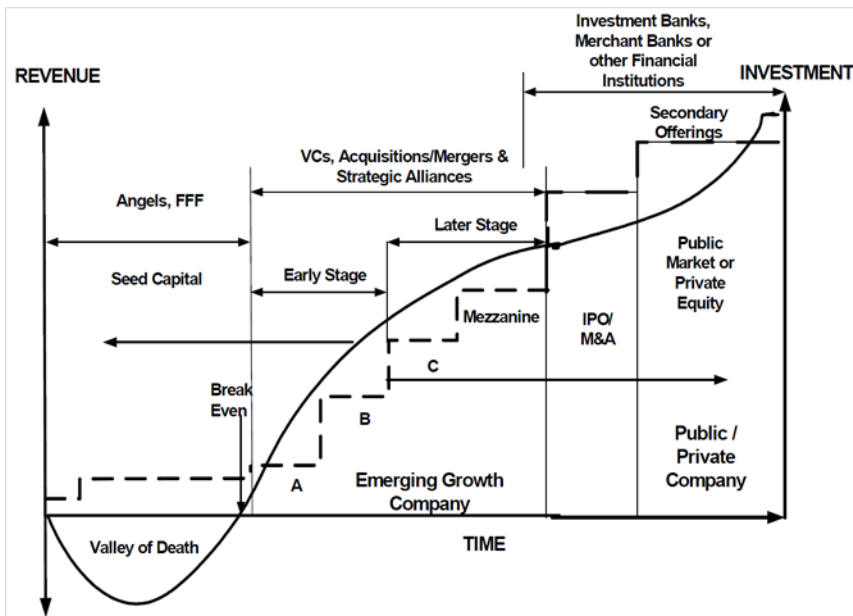 Investment Banks,
Merchant Banks or
other Financial
Institutions
REVENUE
INVESTMENT
Secondary
Offerings
VCs, Acquisitions/Mergers &
Strategic Alliances
Angels, FFF
Later Stage
Seed Capital
Early Stage
Public
Market or
Private
Equity
Mezzanine
IPO/
M&A
C
Break
Even
B
A
Emerging Growth
Company
Public /
Private
Company
Valley of Death
TIME